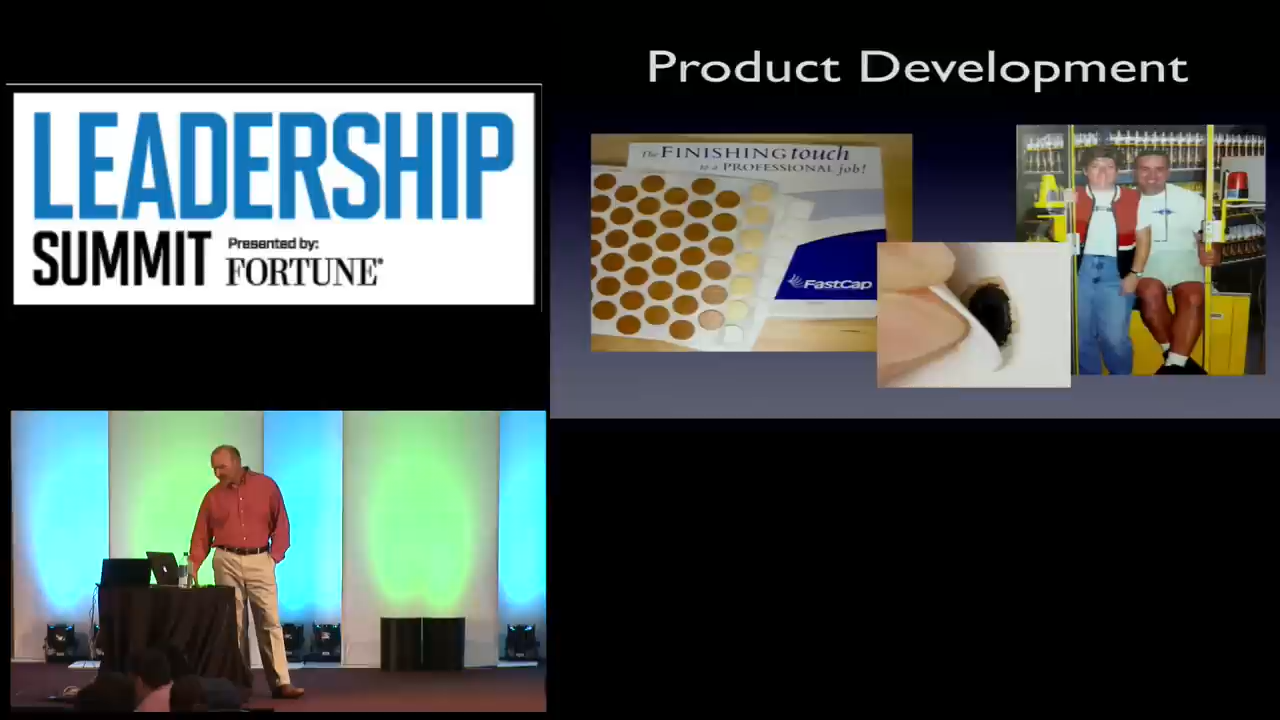 LEADERSHIP
SUMMIT
Presented by:
FORTUNE
Product Development
The FINISHING touch
to a PROFESSIONAL job!
FastCap